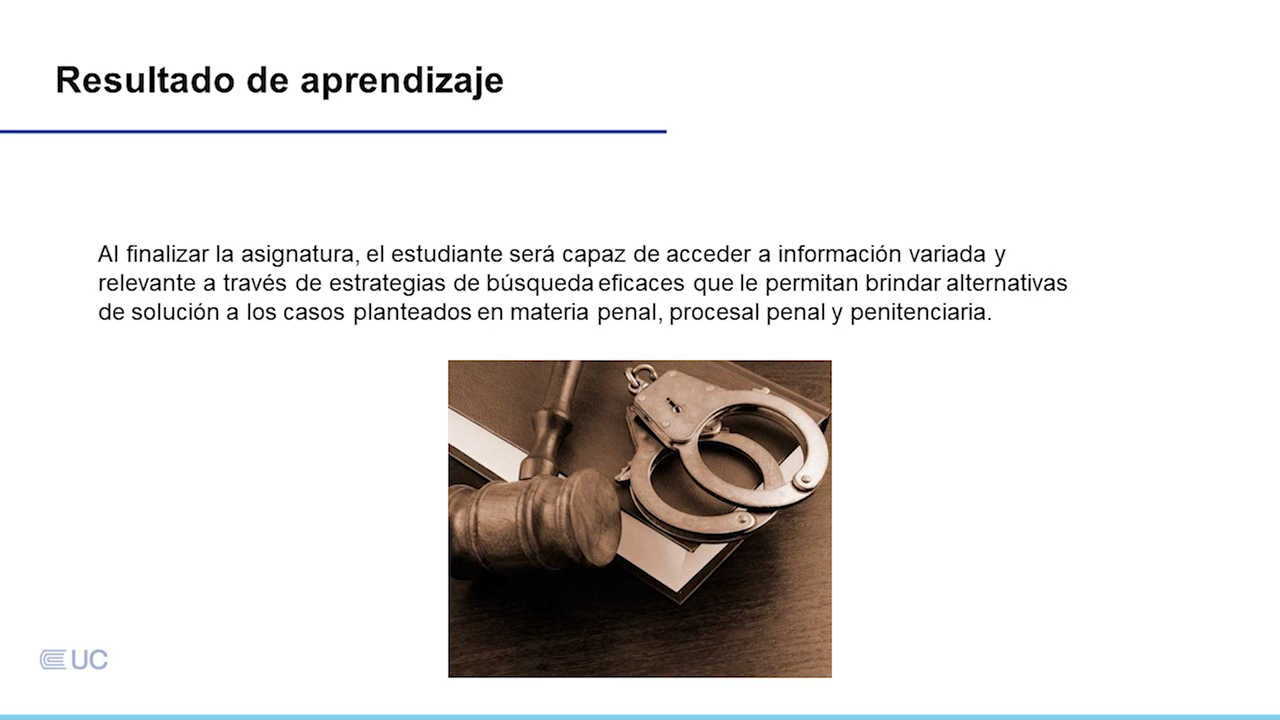 Resultado de aprendizaje
Al finalizar la asignatura, el estudiante será capaz de acceder a información variada y
relevante a través de estrategias de búsqueda eficaces que le permitan brindar alternativas
de solución a los casos planteados en materia penal, procesal penal y penitenciaria.
UC